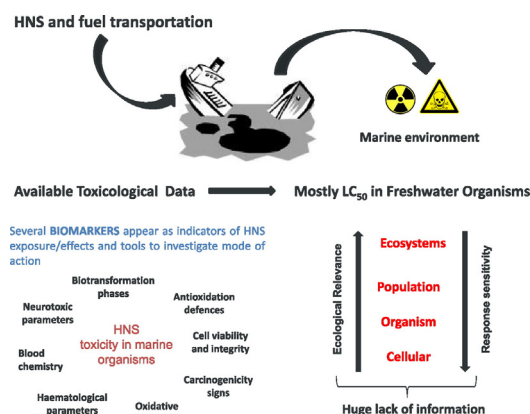 HNS and fuel transportation
Marine environment
Available Toxicological Data
Mostly LC50 in Freshwater Organisms
Several BIOMARKERS appear as indicators of HNS
exposure/effects and tools to investigate mode of
action
Biotransformation
phases
Antioxidation
defences
Neurotoxic
parameters
HNS
toxicity in marine
organisms
Cell viability
and integrity
Blood
chemistry
Carcinogenicity
signs
Haematological
parameters
Oxidative
Ecological Relevance
Ecosystems
Population
Organism
Cellular
Response sensitivity
Huge lack of information